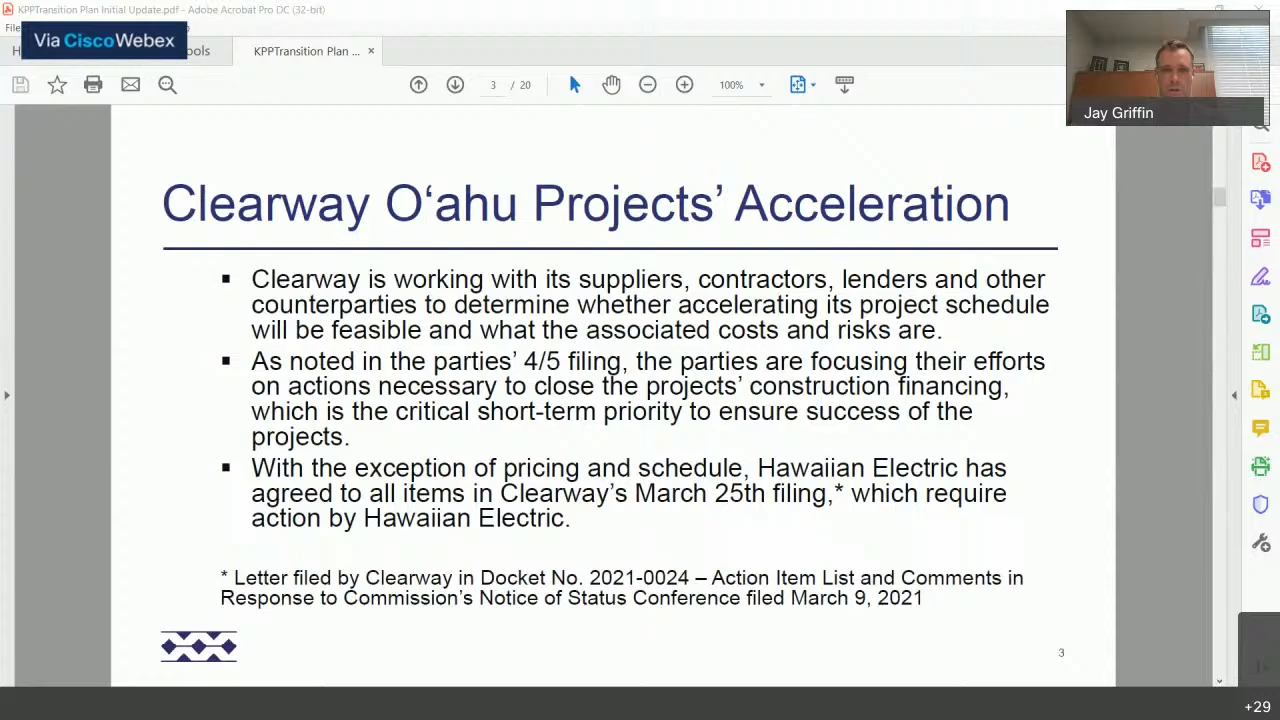 KPPTransition Plan Initial Update.pdf - Adobe Acrobat Pro DC (32-bit)
Via Cisco Webex
ools
KPPTransition Plan ... ×
3 /
100%
Jay Griffin
Clearway Oʻahu Projects’ Acceleration
▪ Clearway is working with its suppliers, contractors, lenders and other
counterparties to determine whether accelerating its project schedule
will be feasible and what the associated costs and risks are.
▪ As noted in the parties’ 4/5 filing, the parties are focusing their efforts
on actions necessary to close the projects’ construction financing,
which is the critical short-term priority to ensure success of the
projects.
▪ With the exception of pricing and schedule, Hawaiian Electric has
agreed to all items in Clearway’s March 25th filing,* which require
action by Hawaiian Electric.
* Letter filed by Clearway in Docket No. 2021-0024 – Action Item List and Comments in
Response to Commission’s Notice of Status Conference filed March 9, 2021
3
+29